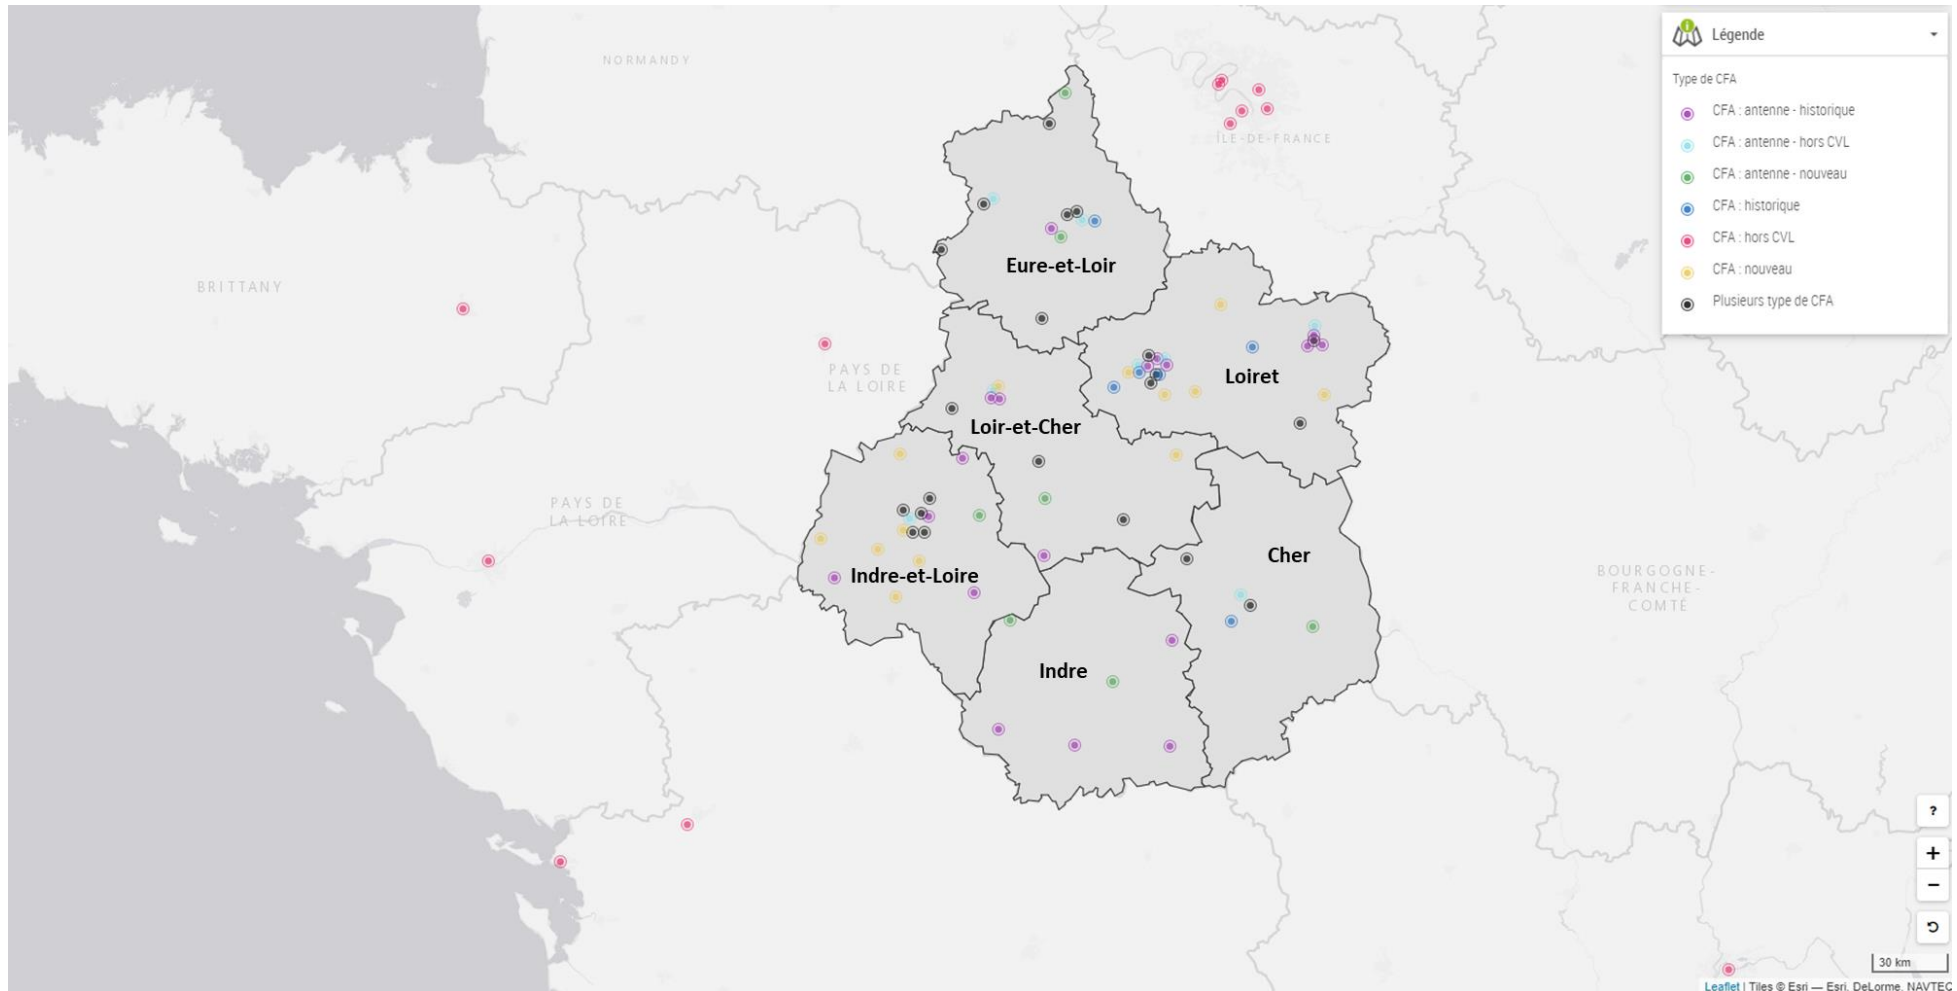 Légende
Type de CFA
CFA : antenne - historique
CFA : antenne - hors CVL
CFA : antenne - nouveau
CFA : historique
CFA : hors CVL
CFA : nouveau
Plusieurs type de CFA
NORMANDY
ÎLE-DE-FRANCE
Eure-et-Loir
BRITTANY
PAYS DE
LA LOIRE
Loiret
Loir-et-Cher
PAYS DE
LA LOIRE
Cher
Indre-et-Loire
BOURGOGNE-
FRANCHE-
COMTÉ
Indre
?
+
−
30 km
Leaflet | Tiles © Esri — Esri, DeLorme, NAVTEQ